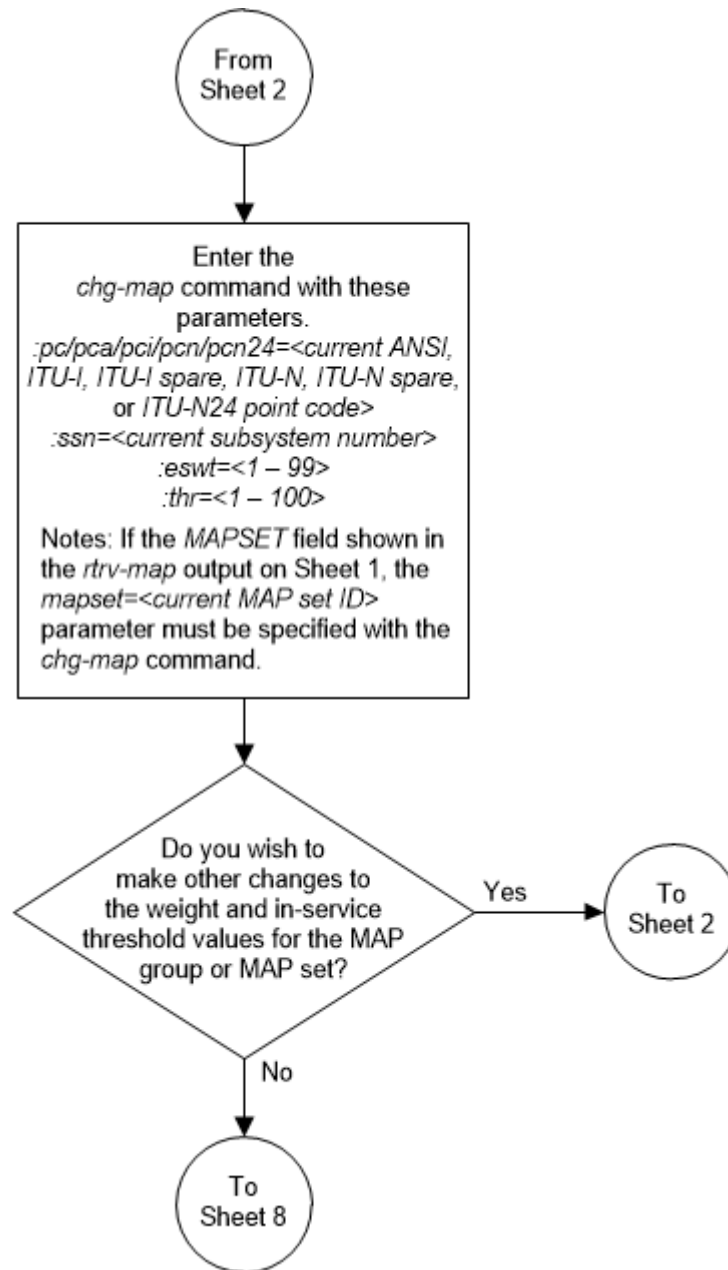 From
Sheet 2
Enter the
chg-map command with these
parameters.
:pc/pca/pci/pcn/pcn24=<current ANSI,
ITU-I, ITU-I spare, ITU-N, ITU-N spare,
or ITU-N24 point code>
:ssn=<current subsystem number>
:eswt=<1 – 99>
:thr=<1 – 100>
Notes: If the MAPSET field shown in
the rtrv-map output on Sheet 1, the
mapset=<current MAP set ID>
parameter must be specified with the
chg-map command.
Do you wish to
make other changes to
the weight and in-service
threshold values for the MAP
group or MAP set?
Yes
To
Sheet 2
No
To
Sheet 8